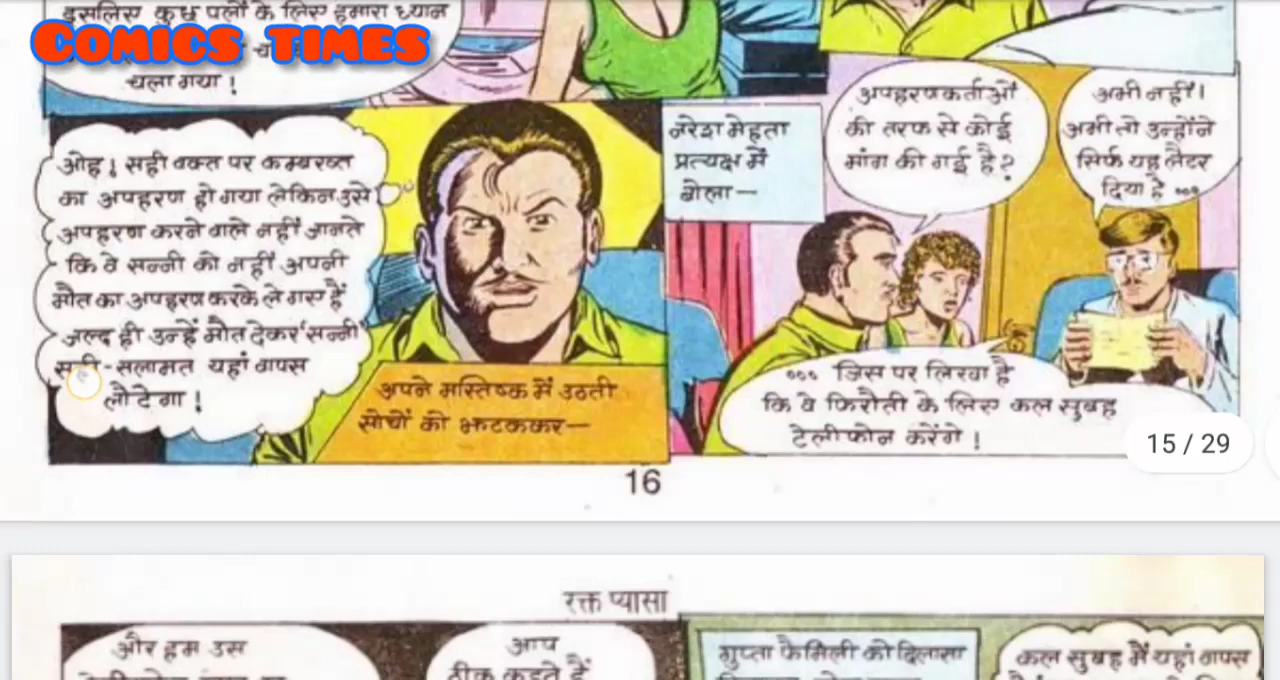 इसलिए कुछ पलों के लिए हमारा ध्यान
COMICS TIMES
चला गया !
ओह ! सही वक्त पर कम्बख्त
का अपहरण हो गया लेकिन उसे
अपहरण करने वाले नहीं जानते
कि वे सन्नी को नहीं अपनी
मौत का अपहरण करके ले गए हैं
जल्द ही उन्हें मौत देकर सन्नी
-सलामत यहां वापस
लौटेगा !
अपने मस्तिष्क में उठती
सोचों को झटककर—
नरेश मेहता
प्रत्यक्ष में
बोला—
अपहरणकर्ताओं
की तरफ से कोई
मांग की गई है ?
अभी नहीं।
अभी तो उन्होंने
सिर्फ यह लैटर
दिया है ...
... जिस पर लिखा है
कि वे फिरौती के लिए कल सुबह
टेलीफोन करेंगे !
15 / 29
16
रक्त प्यासा
और हम उस
आप
ठीक कहते हैं
गुप्ता फैमिली को दिलासा
कल सुबह मैं यहां वापस